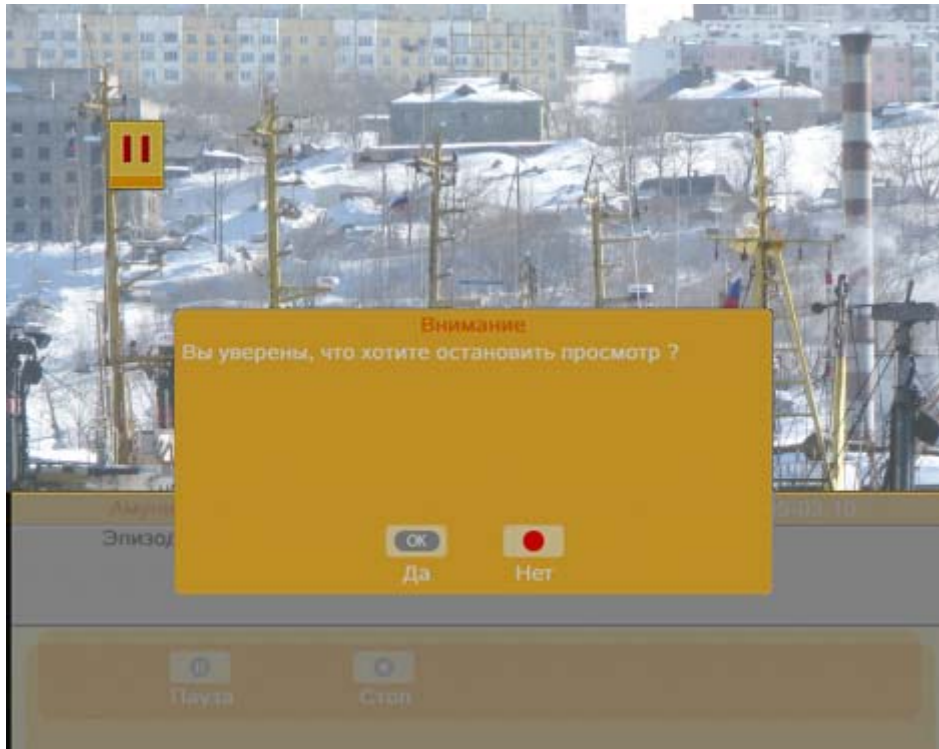 Внимание
Вы уверены, что хотите остановить просмотр ?
Эпизод
OK
Да Нет
Пауза Стоп